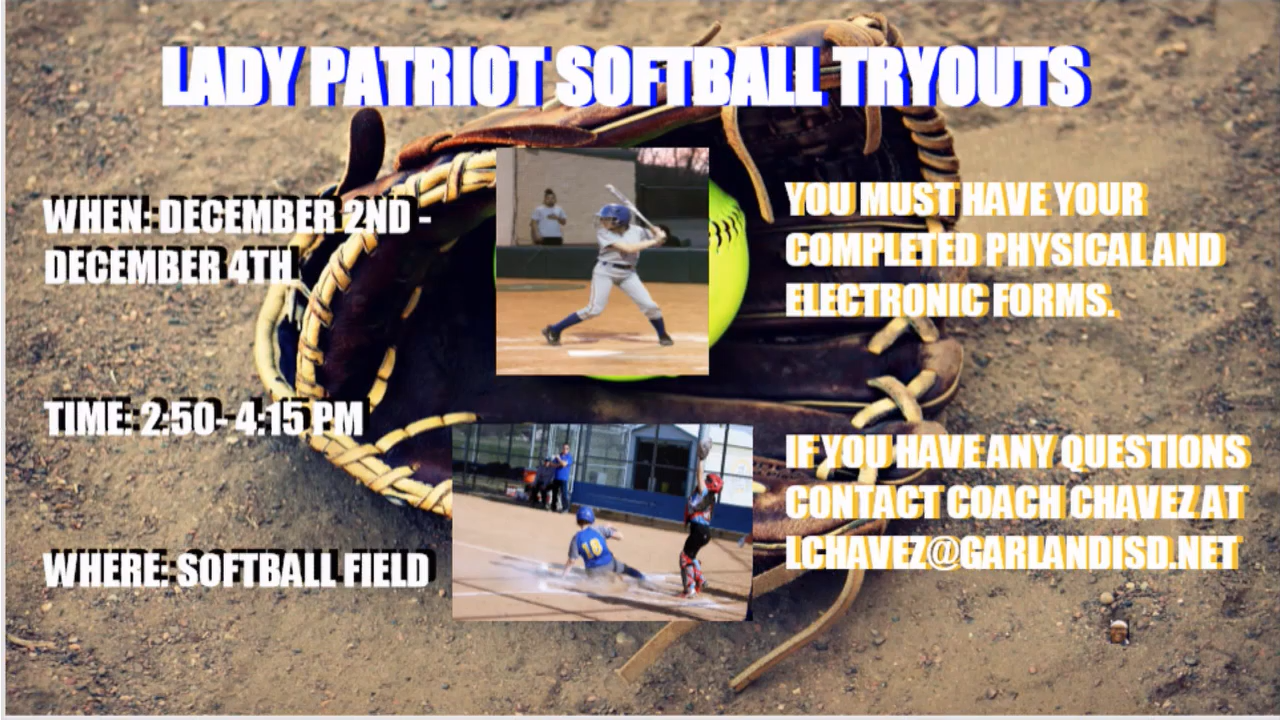 LADY PATRIOT SOFTBALL TRYOUTS
WHEN: DECEMBER 2ND -
DECEMBER 4TH
TIME: 2:50- 4:15 PM
WHERE: SOFTBALL FIELD
YOU MUST HAVE YOUR
COMPLETED PHYSICAL AND
ELECTRONIC FORMS.
IF YOU HAVE ANY QUESTIONS
CONTACT COACH CHAVEZ AT
LCHAVEZ@GARLANDISD.NET
16